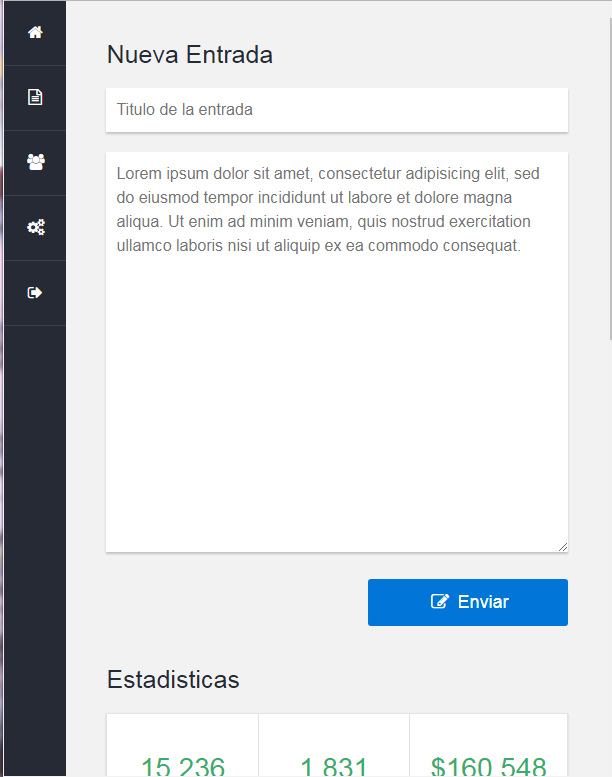 Nueva Entrada
Titulo de la entrada
Lorem ipsum dolor sit amet, consectetur adipisicing elit, sed
do eiusmod tempor incididunt ut labore et dolore magna
aliqua. Ut enim ad minim veniam, quis nostrud exercitation
ullamco laboris nisi ut aliquip ex ea commodo consequat.
Enviar
Estadisticas
15,236 1,831 $160,548